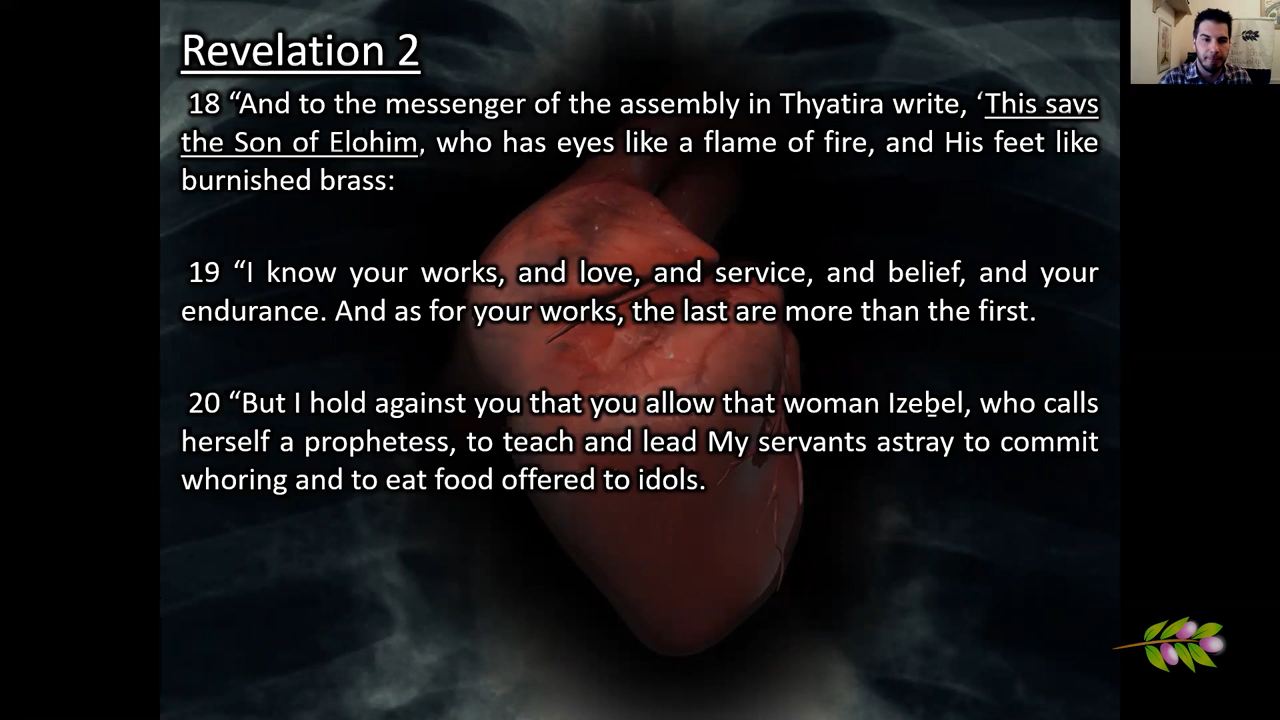 Revelation 2
18 “And to the messenger of the assembly in Thyatira write, ‘This says
the Son of Elohim, who has eyes like a flame of fire, and His feet like
burnished brass:
19 “I know your works, and love, and service, and belief, and your
endurance. And as for your works, the last are more than the first.
20 “But I hold against you that you allow that woman Izeḇel, who calls
herself a prophetess, to teach and lead My servants astray to commit
whoring and to eat food offered to idols.